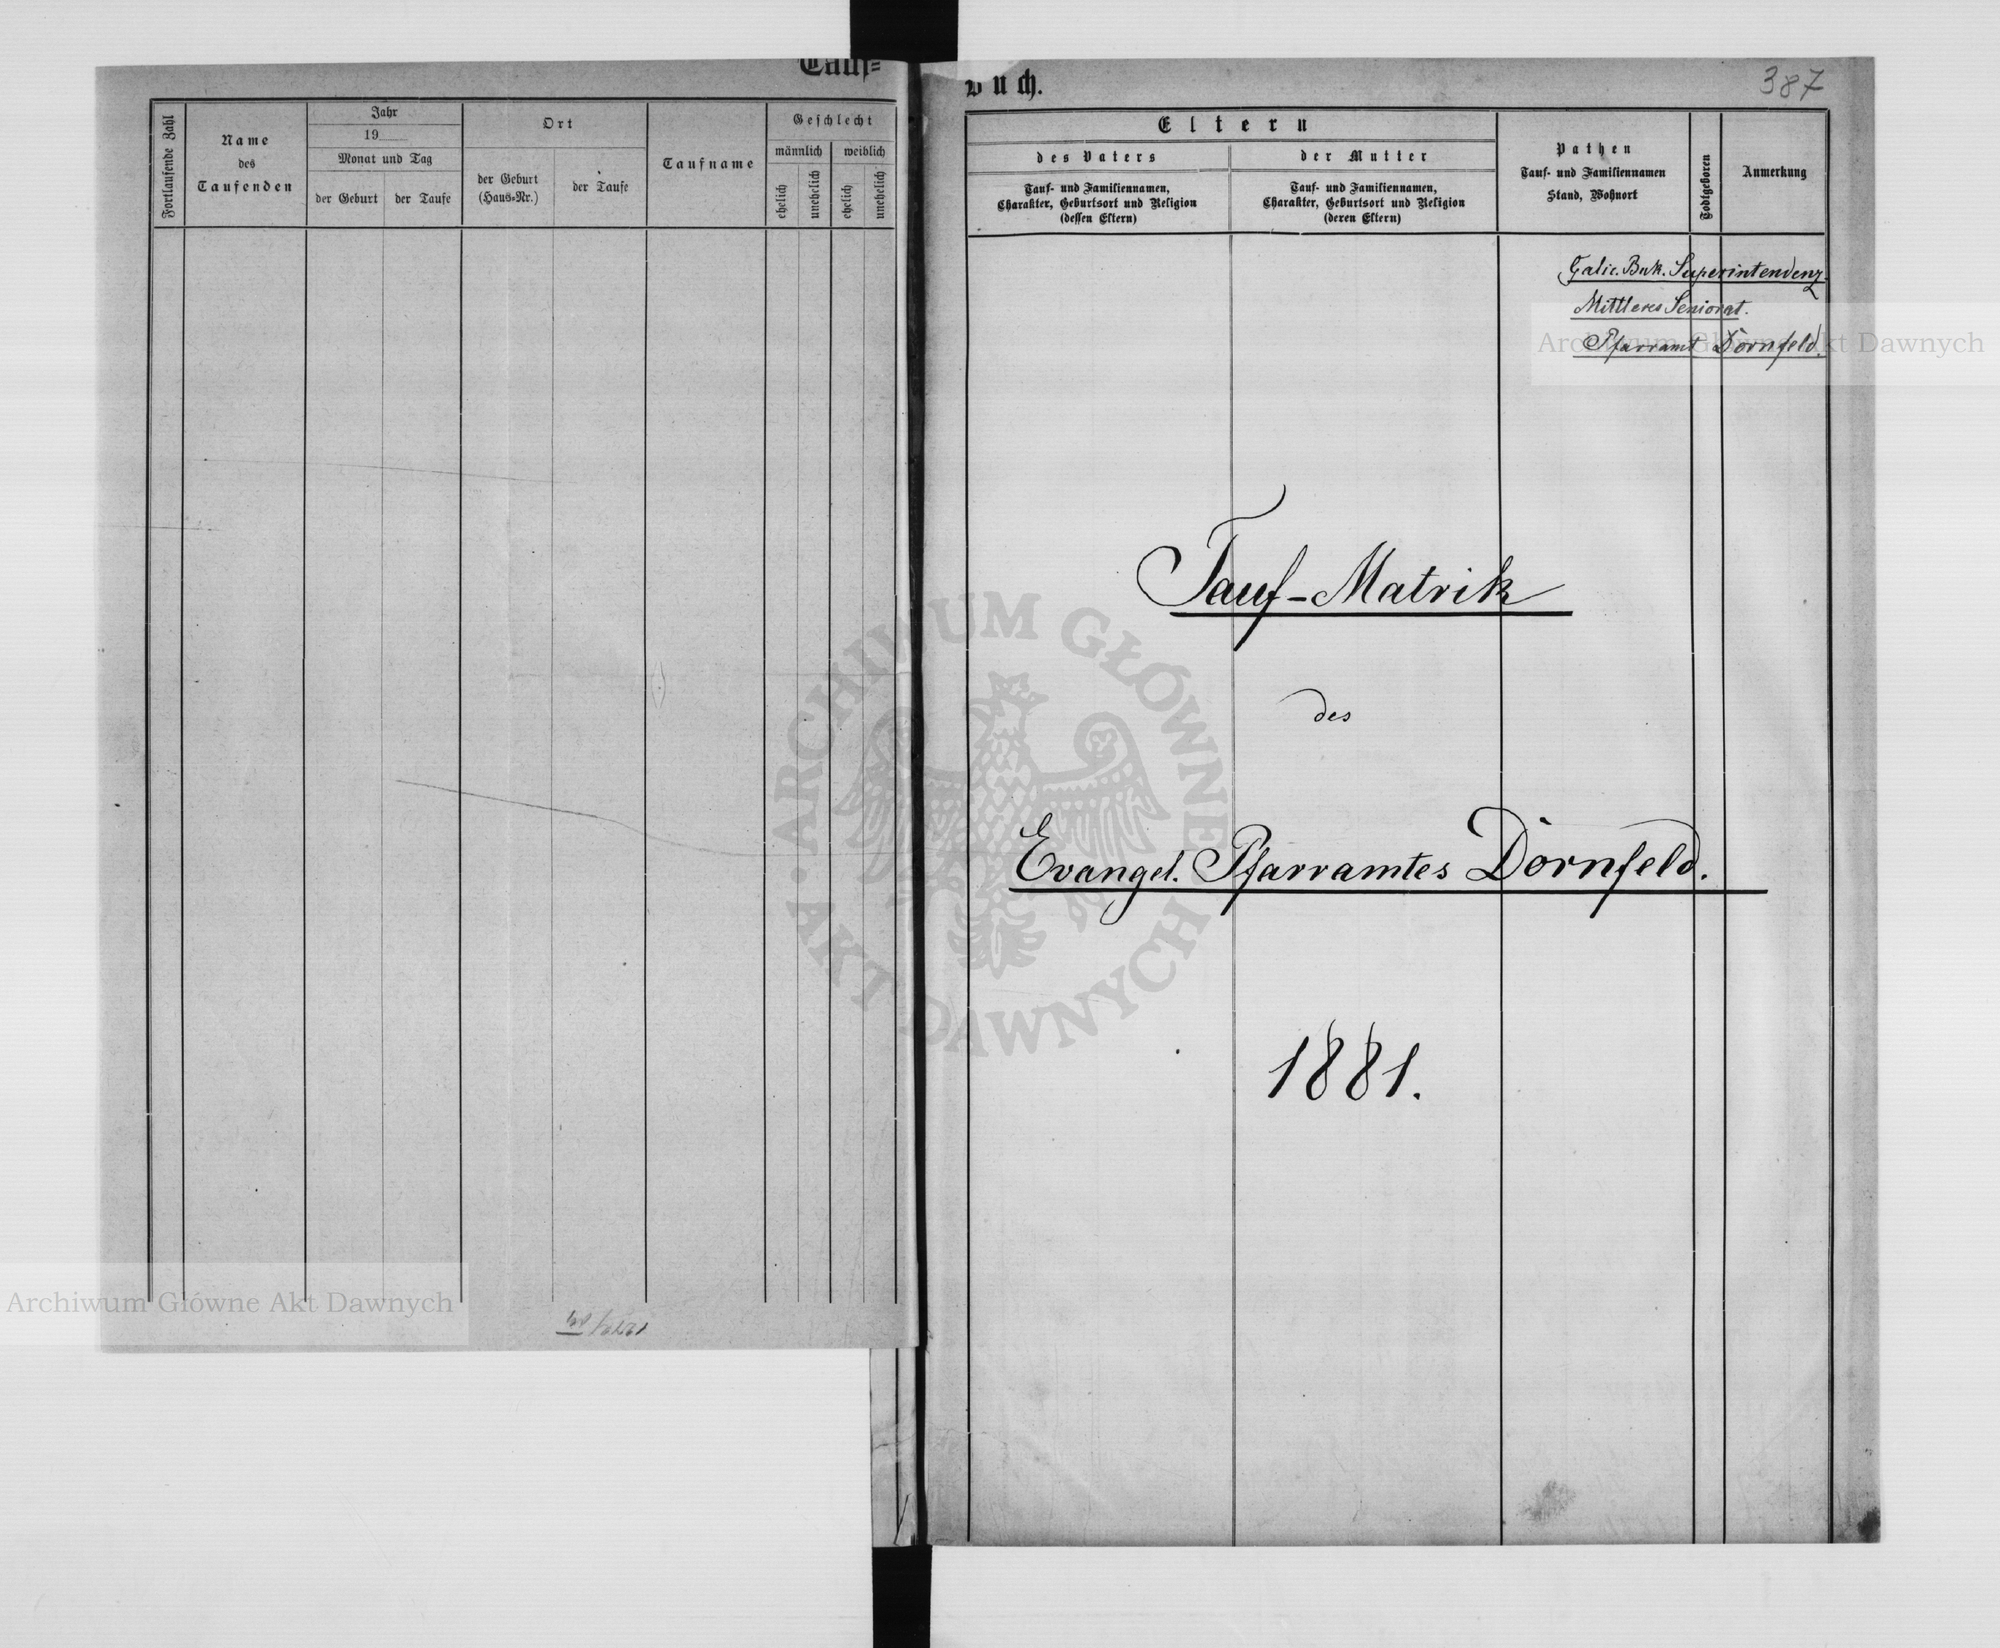 Tauf=
Fortlaufende Zahl
Name
des
Taufenden
Jahr
19
Monat und Tag
der Geburt
der Taufe
Ort
der Geburt
(Haus=Nr.)
der Taufe
Taufname
Geschlecht
männlich
weiblich
ehelich
unehelich
ehelich
unehelich
Buch.
387
Eltern
des Vaters
Tauf- und Familiennamen,
Charakter, Geburtsort und Religion
(dessen Eltern)
der Mutter
Tauf- und Familiennamen,
Charakter, Geburtsort und Religion
(deren Eltern)
Pathen
Tauf- und Familiennamen
Stand, Wohnort
Todtgeboren
Anmerkung
Galic. Buk. Superintendenz.
Mittleres Seniorat.
Pfarramt Dornfeld.
Archiwum Główne Akt Dawnych
Tauf-Matrik
des
Evangel. Pfarramtes Dornfeld.
1881.
ARCHIWUM GŁÓWNE · AKT DAWNYCH ·
Archiwum Główne Akt Dawnych